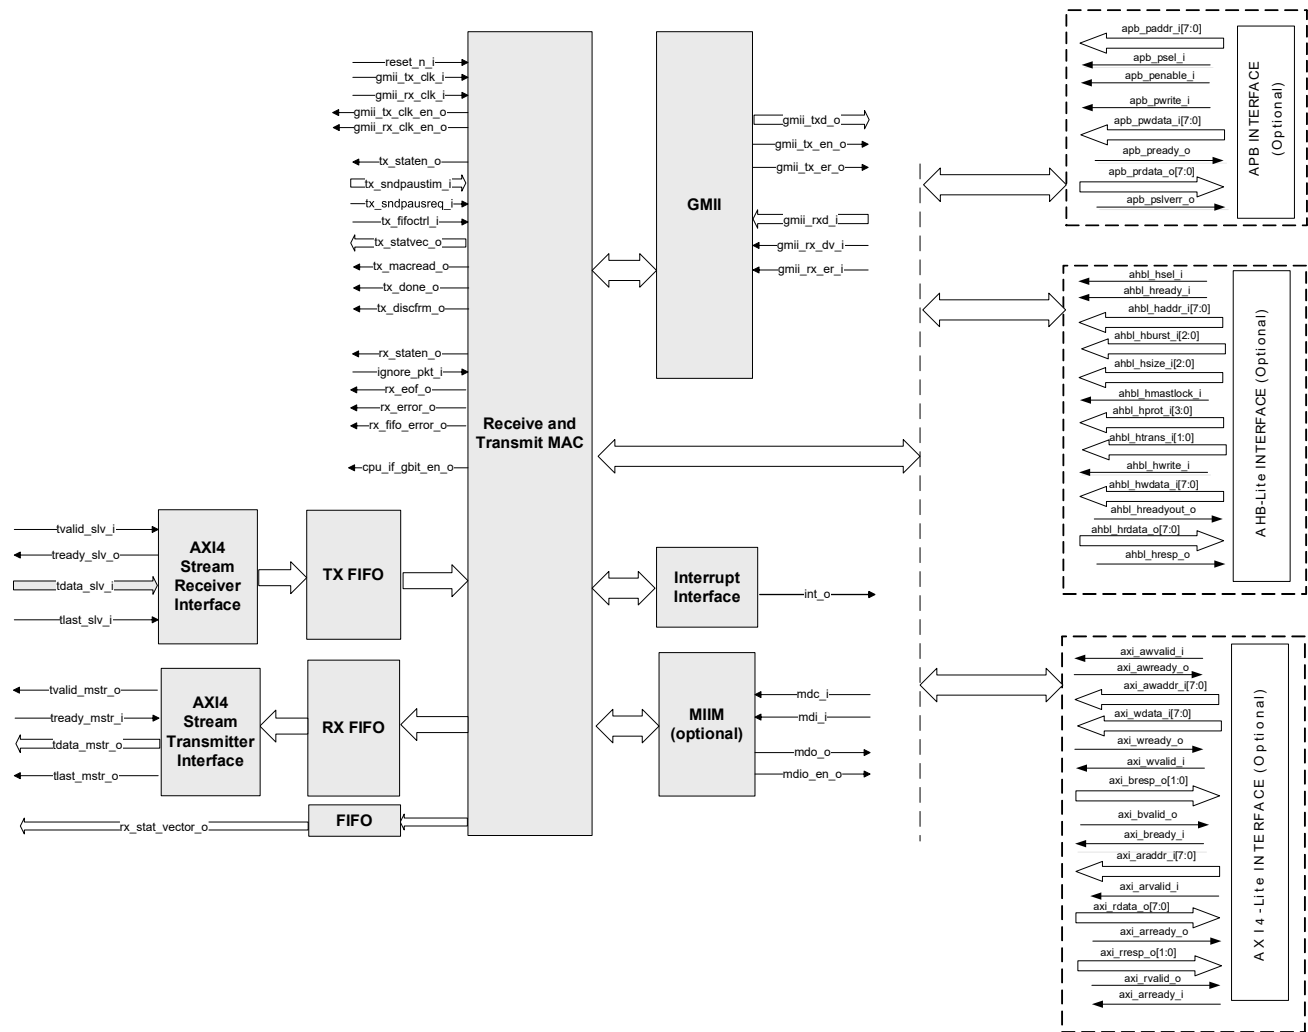 reset_n_i
gmii_tx_clk_i
gmii_rx_clk_i
gmii_tx_clk_en_o
gmii_rx_clk_en_o
tx_staten_o
tx_sndpaustim_i
tx_sndpausreq_i
tx_fifoctrl_i
tx_statvec_o
tx_macread_o
tx_done_o
tx_discfrm_o
rx_staten_o
ignore_pkt_i
rx_eof_o
rx_error_o
rx_fifo_error_o
cpu_if_gbit_en_o
Receive and
Transmit MAC
GMII
gmii_txd_o
gmii_tx_en_o
gmii_tx_er_o
gmii_rxd_i
gmii_rx_dv_i
gmii_rx_er_i
tvalid_slv_i
tready_slv_o
tdata_slv_i
tlast_slv_i
AXI4
Stream
Receiver
Interface
TX FIFO
tvalid_mstr_o
tready_mstr_i
tdata_mstr_o
tlast_mstr_o
AXI4
Stream
Transmitter
Interface
RX FIFO
rx_stat_vector_o
FIFO
Interrupt
Interface
int_o
MIIM
(optional)
mdc_i
mdi_i
mdo_o
mdio_en_o
apb_paddr_i[7:0]
apb_psel_i
apb_penable_i
apb_pwrite_i
apb_pwdata_i[7:0]
apb_pready_o
apb_prdata_o[7:0]
apb_pslverr_o
APB INTERFACE
(Optional)
ahbl_hsel_i
ahbl_hready_i
ahbl_haddr_i[7:0]
ahbl_hburst_i[2:0]
ahbl_hsize_i[2:0]
ahbl_hmastlock_i
ahbl_hprot_i[3:0]
ahbl_htrans_i[1:0]
ahbl_hwrite_i
ahbl_hwdata_i[7:0]
ahbl_hreadyout_o
ahbl_hrdata_o[7:0]
ahbl_hresp_o
AHB-Lite INTERFACE (Optional)
axi_awvalid_i
axi_awready_o
axi_awaddr_i[7:0]
axi_wdata_i[7:0]
axi_wready_o
axi_wvalid_i
axi_bresp_o[1:0]
axi_bvalid_o
axi_bready_i
axi_araddr_i[7:0]
axi_arvalid_i
axi_rdata_o[7:0]
axi_arready_o
axi_rresp_o[1:0]
axi_rvalid_o
axi_arready_i
AXI4-Lite INTERFACE (Optional)